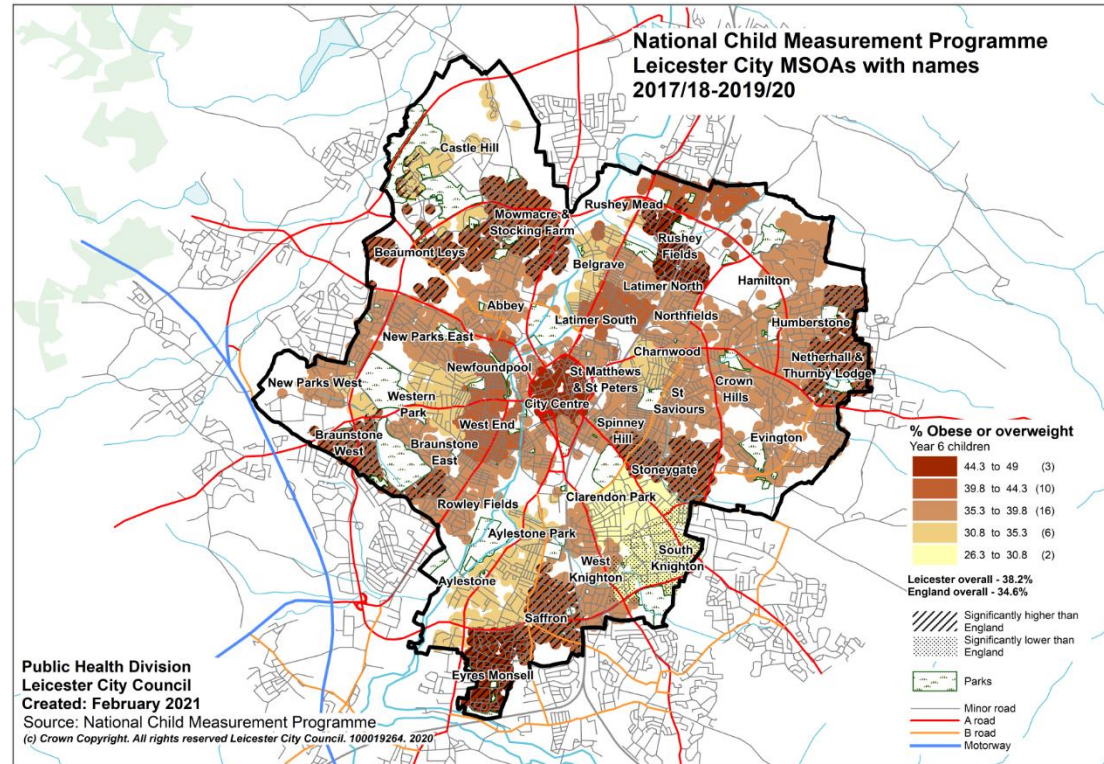 National Child Measurement Programme
Leicester City MSOAs with names
2017/18-2019/20
Castle Hill
Mowmacre &
Stocking Farm
Rushey Mead
Beaumont Leys
Rushey
Fields
Belgrave
Hamilton
Latimer North
Abbey
Latimer South
Northfields
Humberstone
New Parks East
Charnwood
Netherhall &
Thurnby Lodge
Newfoundpool
St Matthews
& St Peters
New Parks West
Crown
Hills
Western
Park
City Centre
St
Saviours
West End
Spinney
Hill
Braunstone
West
Braunstone
East
Evington
Stoneygate
Rowley Fields
Clarendon Park
Aylestone Park
South
Knighton
West
Knighton
Aylestone
Saffron
Eyres Monsell
% Obese or overweight
Year 6 children
44.3 to 49 (3)
39.8 to 44.3 (10)
35.3 to 39.8 (16)
30.8 to 35.3 (6)
26.3 to 30.8 (2)
Leicester overall - 38.2%
England overall - 34.6%
Significantly higher than
England
Significantly lower than
England
Parks
Minor road
A road
B road
Motorway
Public Health Division
Leicester City Council
Created: February 2021
Source: National Child Measurement Programme
(c) Crown Copyright. All rights reserved Leicester City Council. 100019264. 2020